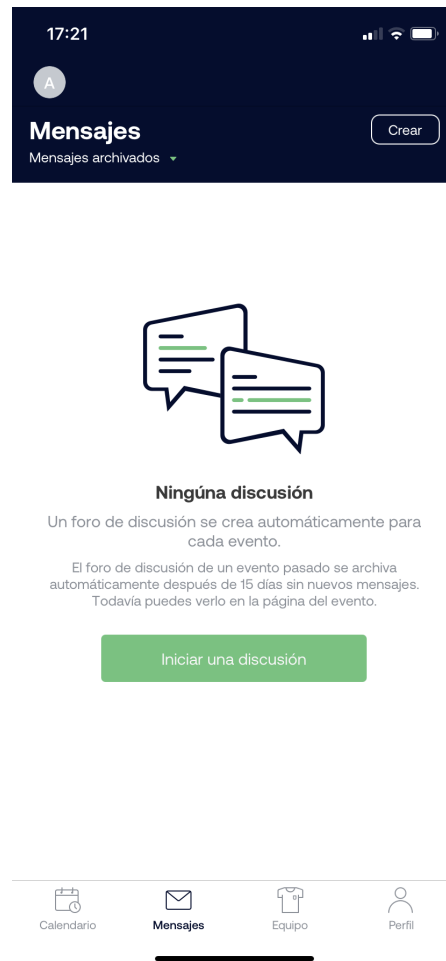 17:21
A
Mensajes
Crear
Mensajes archivados
Ningúna discusión
Un foro de discusión se crea automáticamente para
cada evento.
El foro de discusión de un evento pasado se archiva
automáticamente después de 15 días sin nuevos mensajes.
Todavía puedes verlo en la página del evento.
Iniciar una discusión
Calendario
Mensajes
Equipo
Perfil